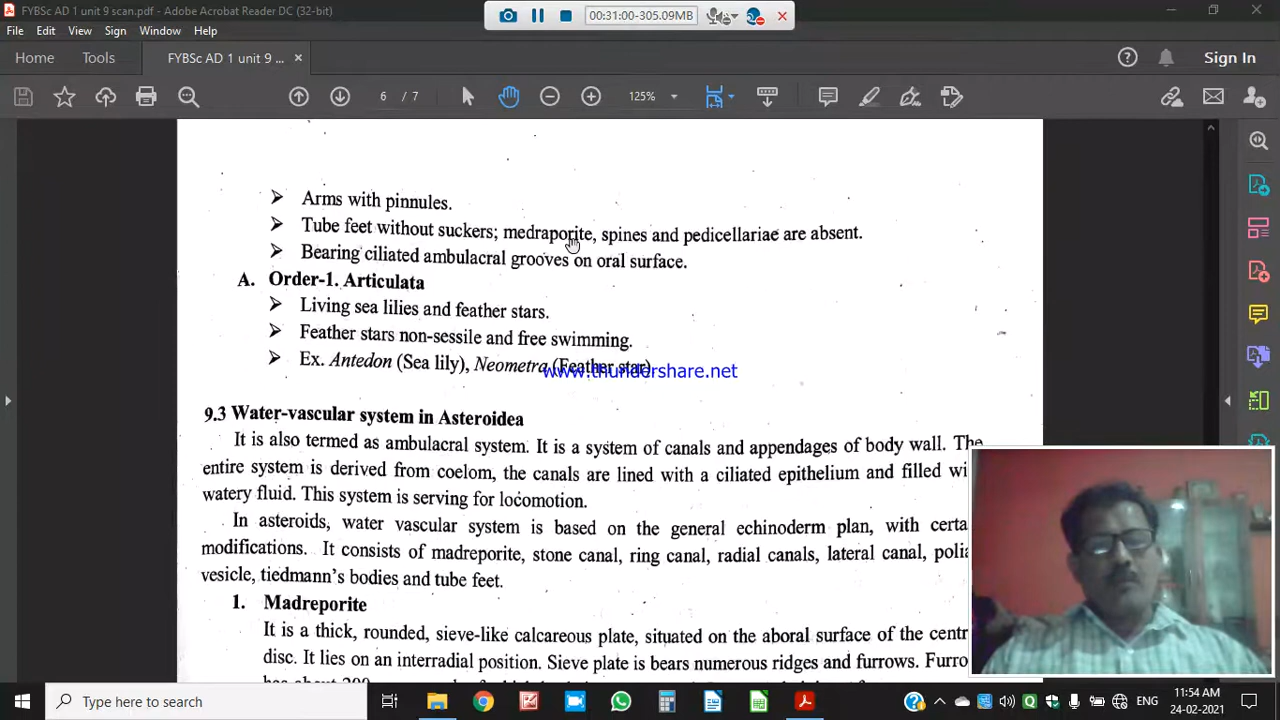 FYBSc AD 1 unit 9 scan.pdf - Adobe Acrobat Reader DC (32-bit)
00:31:00-305.09MB
File Edit View Sign Window Help
Home Tools FYBSc AD 1 unit 9 ... Sign In
6 / 7 125%
Arms with pinnules.
Tube feet without suckers; medraporite, spines and pedicellariae are absent.
Bearing ciliated ambulacral grooves on oral surface.
A. Order-1. Articulata
Living sea lilies and feather stars.
Feather stars non-sessile and free swimming.
Ex. Antedon (Sea lily), Neometra (Feather star)
www.thundershare.net
9.3 Water-vascular system in Asteroidea
It is also termed as ambulacral system. It is a system of canals and appendages of body wall. The
entire system is derived from coelom, the canals are lined with a ciliated epithelium and filled wi
watery fluid. This system is serving for locomotion.
In asteroids, water vascular system is based on the general echinoderm plan, with certa
modifications. It consists of madreporite, stone canal, ring canal, radial canals, lateral canal, polia
vesicle, tiedmann's bodies and tube feet.
1. Madreporite
It is a thick, rounded, sieve-like calcareous plate, situated on the aboral surface of the centr
disc. It lies on an interradial position. Sieve plate is bears numerous ridges and furrows. Furro
Type here to search
ENG
11:54 AM
24-02-2021